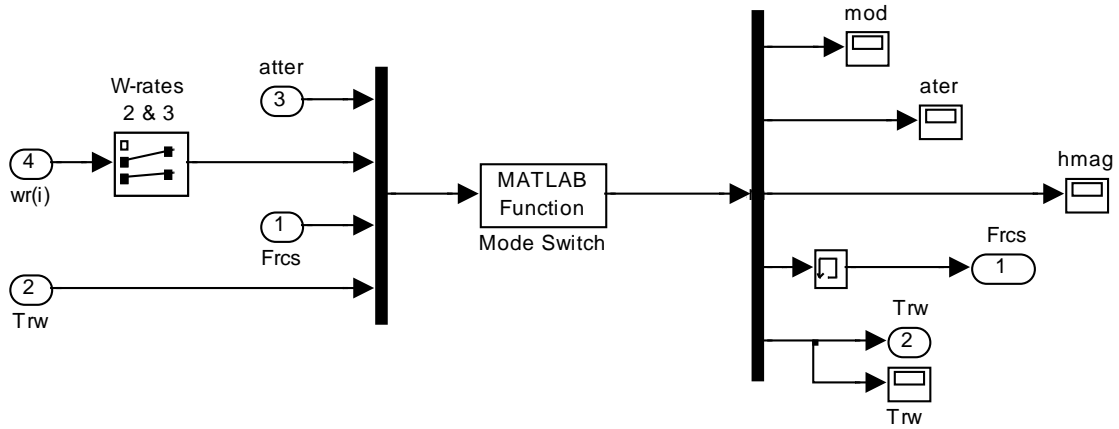 mod
atter
W-rates
2 & 3
3
ater
4
wr(i)
MATLAB
Function
Mode Switch
hmag
1
Frcs
Frcs
1
2
Trw
Trw
2
Trw